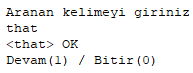 Aranan kelimeyi giriniz
that
<that> OK
Devam(1) / Bitir(0)